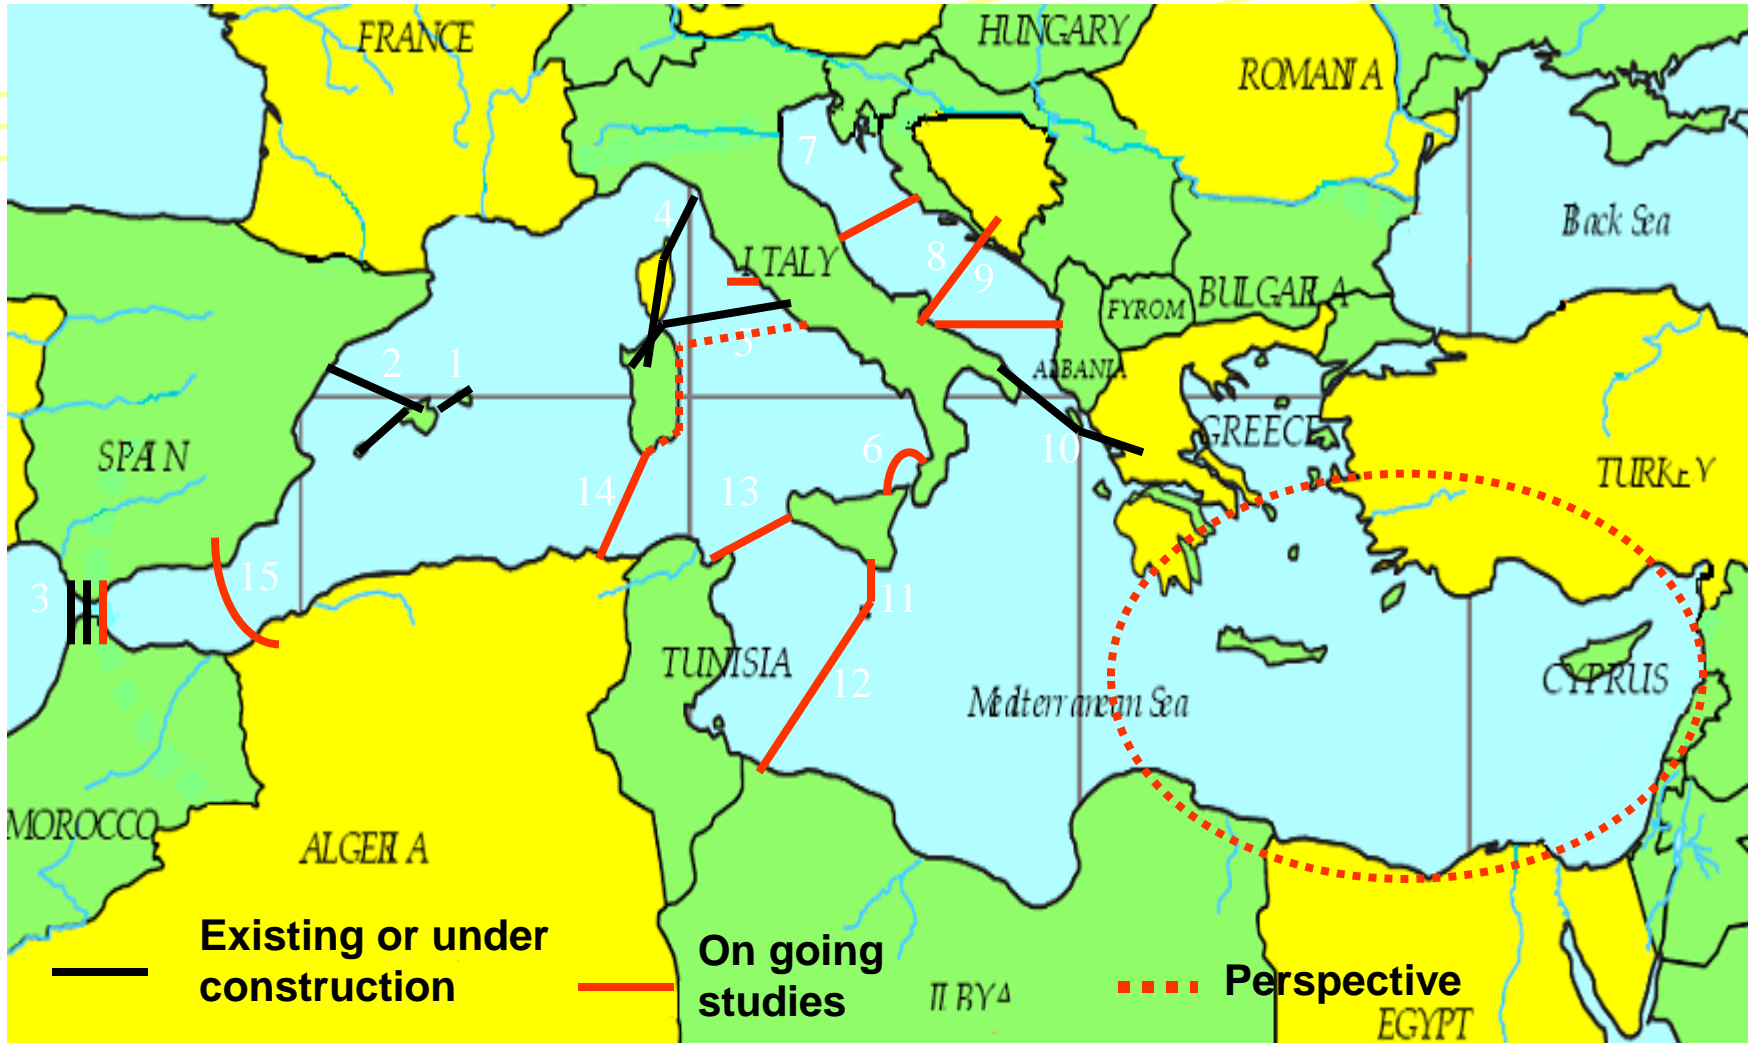 FRANCE
HUNGARY
ROMANIA
7
4
Black Sea
ITALY
8
9
BULGARIA
FYROM
5
2
1
ALBANIA
GREECE
SPAIN
6
10
TURKEY
14
13
15
3
11
TUNISIA
12
Mediterranean Sea
CYPRUS
MOROCCO
ALGERIA
Existing or under
construction
On going
studies
Perspective
LIBYA
EGYPT